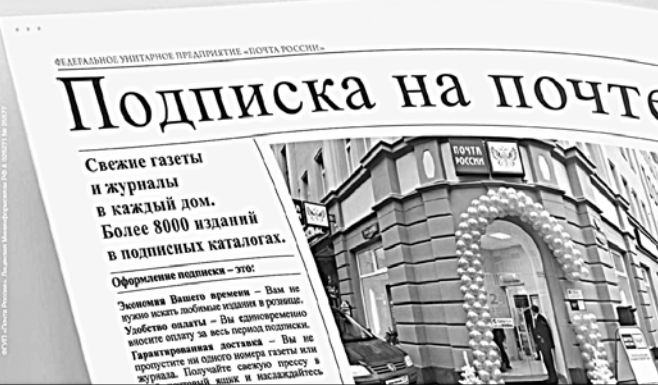 ФЕДЕРАЛЬНОЕ УНИТАРНОЕ ПРЕДПРИЯТИЕ «ПОЧТА РОССИИ»
Подписка на почте
Свежие газеты
и журналы
в каждый дом.
Более 8000 изданий
в подписных каталогах.
Оформление подписки – это:
Экономия Вашего времени – Вам не
нужно искать любимые издания в рознице.
Удобство оплаты – Вы единовременно
вносите оплату за весь период подписки.
Гарантированная доставка – Вы не
пропустите ни одного номера газеты или
журнала. Получайте свежую прессу в
ящик и наслаждайтесь
ПОЧТА
РОССИИ